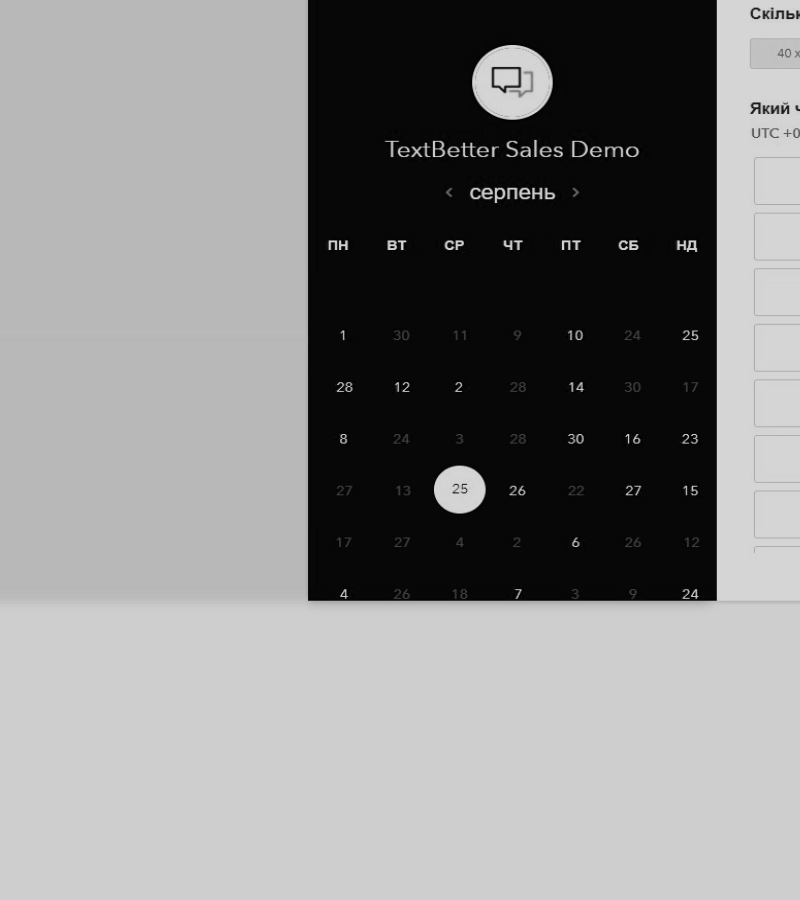 TextBetter Sales Demo
< серпень >
ПН ВТ СР ЧТ ПТ СБ НД
1 30 11 9 10 24 25
28 12 2 28 14 30 17
8 24 3 28 30 16 23
27 13 25 26 22 27 15
17 27 4 2 6 26 12
4 26 18 7 3 9 24
Скільк
40 х
Який ч
UTC +0